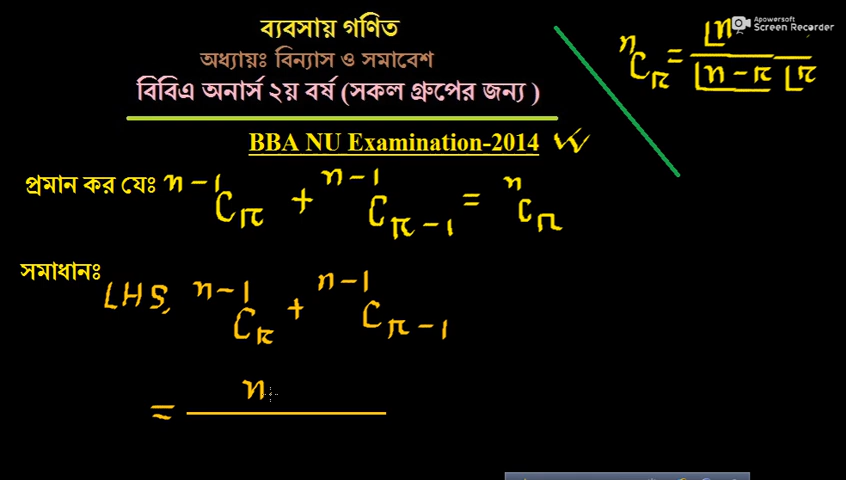 ব্যবসায় গণিত
অধ্যায়ঃ বিন্যাস ও সমাবেশ
বিবিএ অনার্স ২য় বর্ষ (সকল গ্রুপের জন্য )
BBA NU Examination-2014
Apowersoft
Screen Recorder
ⁿCᵣ = ⌊n / ⌊n - r ⌊r
প্রমান কর যেঃ ⁿ⁻¹Cᵣ + ⁿ⁻¹Cᵣ₋₁ = ⁿCᵣ
সমাধানঃ
LHS, ⁿ⁻¹Cᵣ + ⁿ⁻¹Cᵣ₋₁
= n